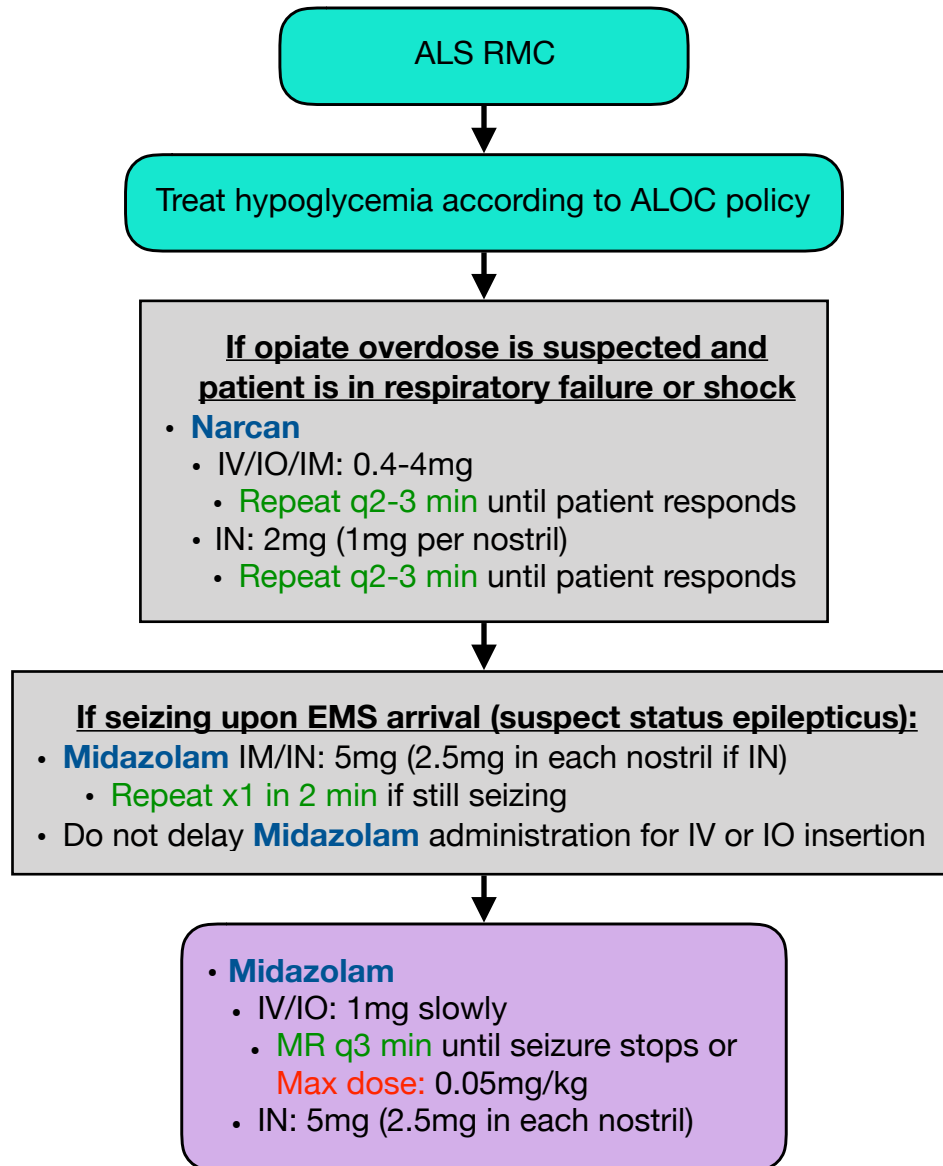 ALS RMC
Treat hypoglycemia according to ALOC policy
If opiate overdose is suspected and
patient is in respiratory failure or shock
• Narcan
• IV/IO/IM: 0.4-4mg
• Repeat q2-3 min until patient responds
• IN: 2mg (1mg per nostril)
• Repeat q2-3 min until patient responds
If seizing upon EMS arrival (suspect status epilepticus):
• Midazolam IM/IN: 5mg (2.5mg in each nostril if IN)
• Repeat x1 in 2 min if still seizing
• Do not delay Midazolam administration for IV or IO insertion
• Midazolam
• IV/IO: 1mg slowly
• MR q3 min until seizure stops or
Max dose: 0.05mg/kg
• IN: 5mg (2.5mg in each nostril)